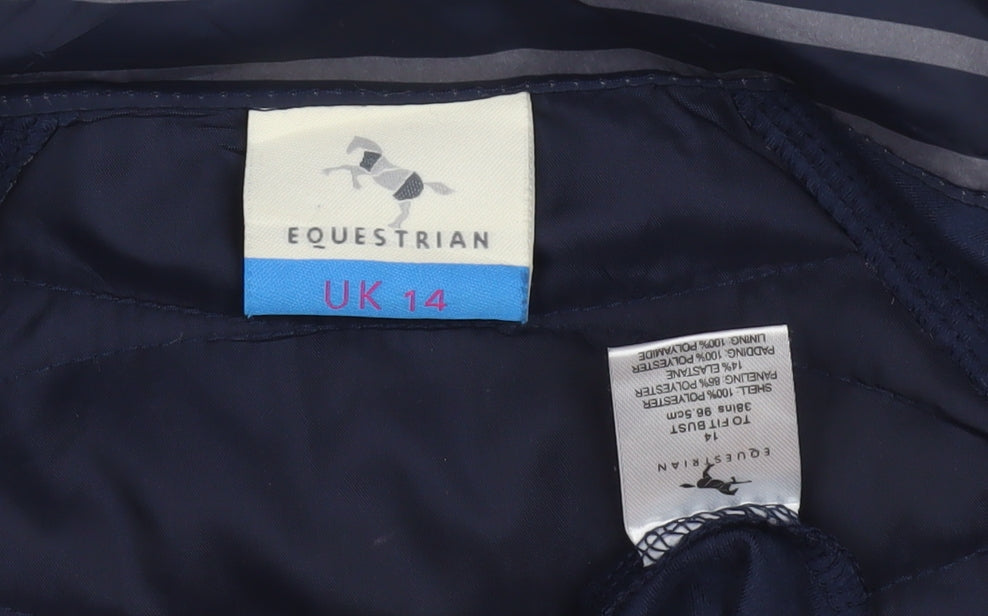 EQUESTRIAN
UK 14
EQUESTRIAN
14
TO FIT BUST
38ins 96.5cm
SHELL: 100% POLYESTER
PANELING: 86% POLYESTER
14% ELASTANE
PADDING: 100% POLYESTER
LINING: 100% POLYAMIDE